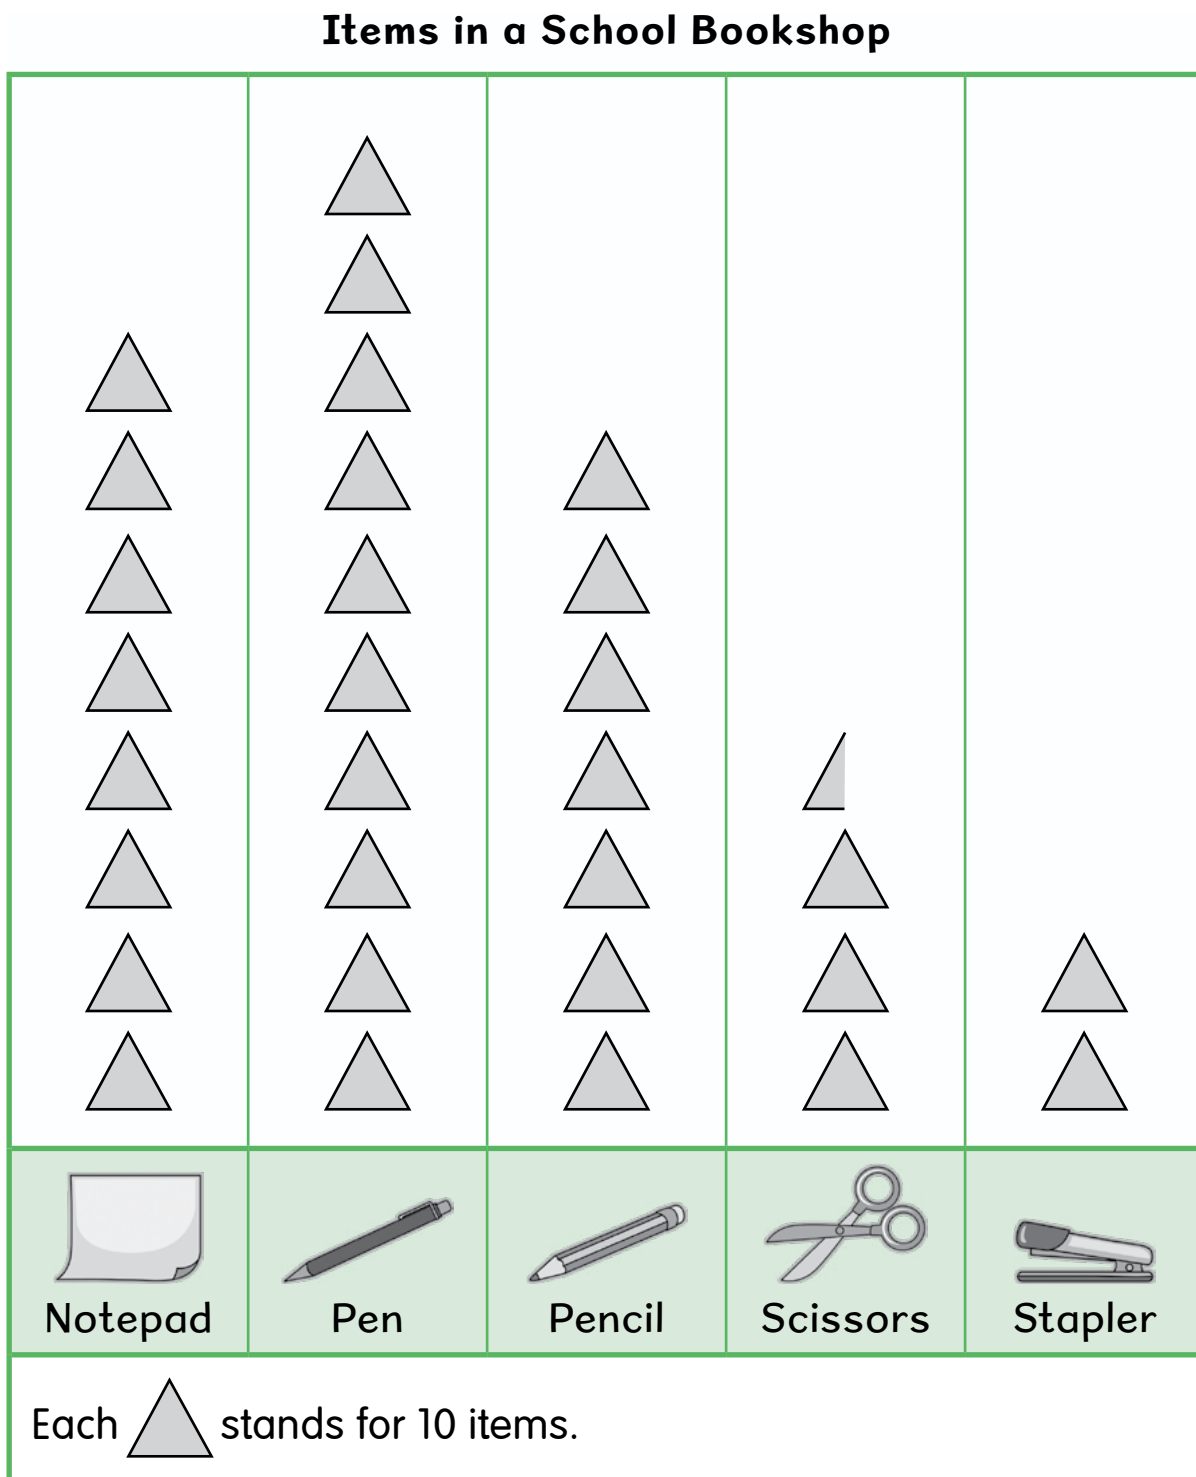 Items in a School Bookshop
Notepad
Pen
Pencil
Scissors
Stapler
Each stands for 10 items.